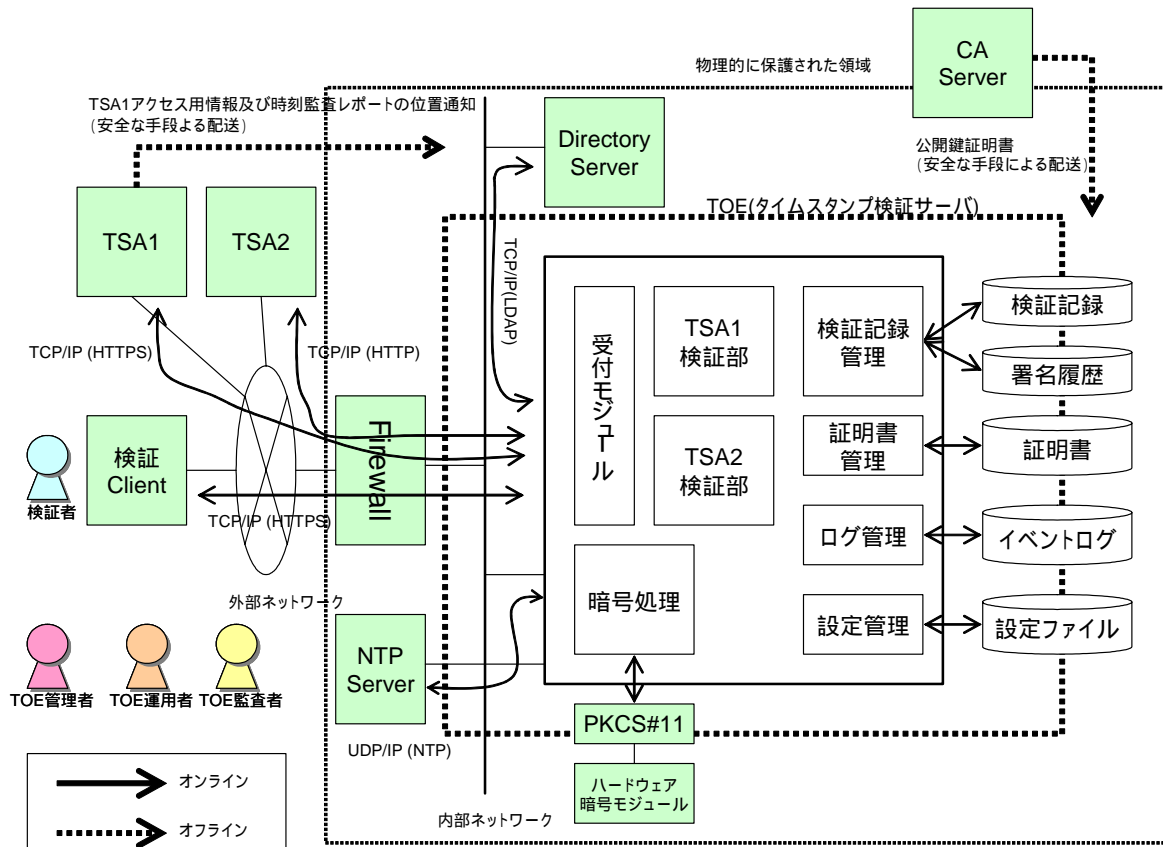 CA
Server
物理的に保護された領域
TSA1アクセス用情報及び時刻監査レポートの位置通知
(安全な手段よる配送)
Directory
Server
公開鍵証明書
(安全な手段による配送)
TSA1
TSA2
TOE(タイムスタンプ検証サーバ)
TCP/IP(LDAP)
TCP/IP (HTTPS)
TCP/IP (HTTP)
受付モジュール
TSA1
検証部
検証記録
管理
検証記録
署名履歴
検証
Client
Firewall
TSA2
検証部
証明書
管理
証明書
検証者
TCP/IP (HTTPS)
ログ管理
イベントログ
外部ネットワーク
暗号処理
設定管理
設定ファイル
NTP
Server
TOE管理者
TOE運用者
TOE監査者
PKCS#11
UDP/IP (NTP)
ハードウェア
暗号モジュール
オンライン
内部ネットワーク
オフライン